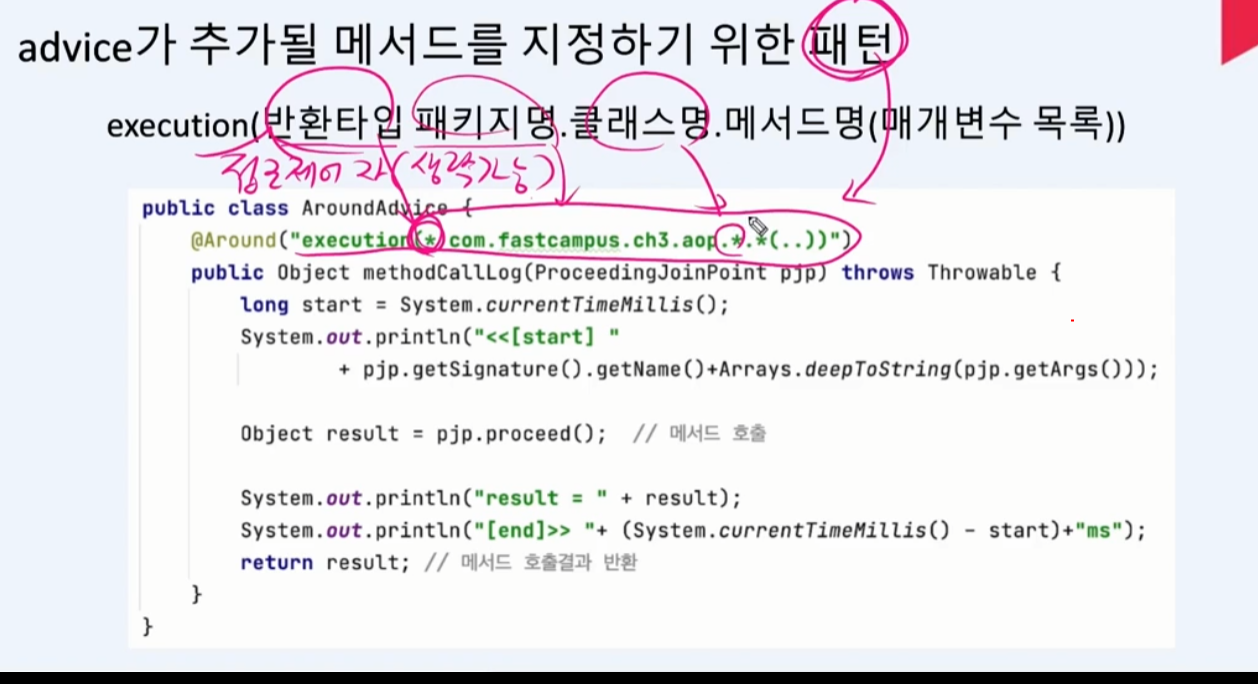 advice가 추가될 메서드를 지정하기 위한 패턴
execution(반환타입 패키지명.클래스명.메서드명(매개변수 목록))
접근제어자(생략가능)
public class AroundAdvice {
@Around("execution(* com.fastcampus.ch3.aop.*.*(..))")
public Object methodCallLog(ProceedingJoinPoint pjp) throws Throwable {
long start = System.currentTimeMillis();
System.out.println("<<[start] "
+ pjp.getSignature().getName()+Arrays.deepToString(pjp.getArgs()));
Object result = pjp.proceed(); // 메서드 호출
System.out.println("result = " + result);
System.out.println("[end]>> "+ (System.currentTimeMillis() - start)+"ms");
return result; // 메서드 호출결과 반환
}
}